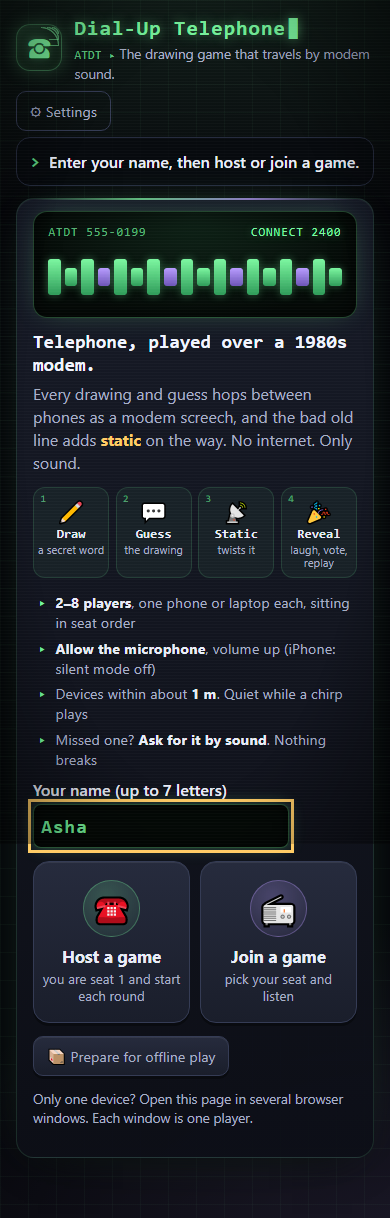 Dial-Up Telephone
ATDT ▸ The drawing game that travels by modem
sound.
⚙ Settings
> Enter your name, then host or join a game.
ATDT 555-0199 CONNECT 2400
Telephone, played over a 1980s
modem.
Every drawing and guess hops between
phones as a modem screech, and the bad old
line adds static on the way. No internet. Only
sound.
1 2 3 4
Draw Guess Static Reveal
a secret word the drawing twists it laugh, vote,
replay
▸ 2–8 players, one phone or laptop each, sitting
in seat order
▸ Allow the microphone, volume up (iPhone:
silent mode off)
▸ Devices within about 1 m. Quiet while a chirp
plays
▸ Missed one? Ask for it by sound. Nothing
breaks
Your name (up to 7 letters)
Asha
Host a game Join a game
you are seat 1 and start pick your seat and
each round listen
Prepare for offline play
Only one device? Open this page in several browser
windows. Each window is one player.